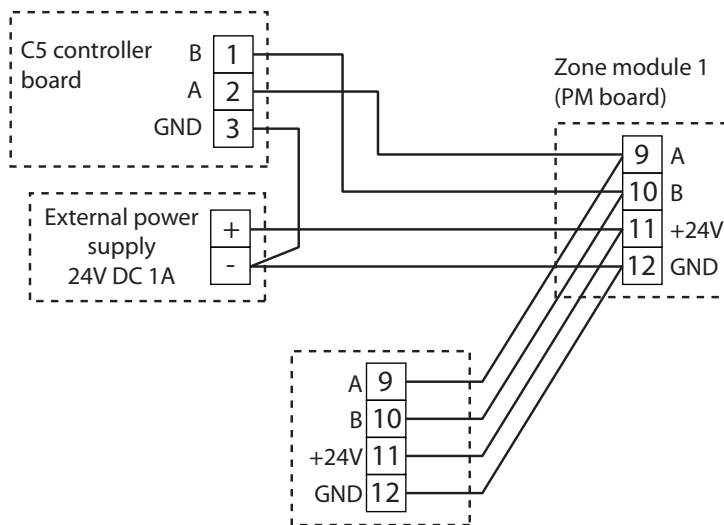 C5 controller
board
B 1
A 2
GND 3
Zone module 1
(PM board)
9 A
10 B
11 +24V
12 GND
External power
supply
24V DC 1A
+
-
A 9
B 10
+24V 11
GND 12